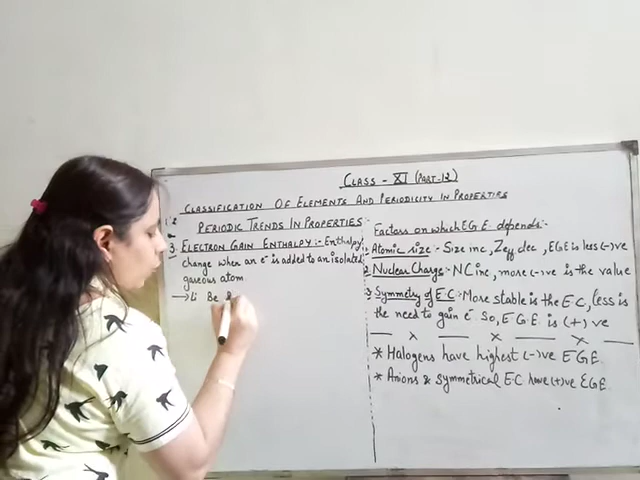 CLASS - XI (PART-12)
CLASSIFICATION OF ELEMENTS AND PERIODICITY IN PROPERTIES
PERIODIC TRENDS IN PROPERTIES:-
3. ELECTRON GAIN ENTHALPY:- Enthalpy
change when an e⁻ is added to an isolated
gaseous atom.
→ Li Be
Factors on which E.G.E. depends:-
1. Atomic size:- Size inc, Zeff dec, EGE is less (-)ve
2. Nuclear Charge:- NC inc, more (-)ve is the value
3. Symmetry of E.C:- More stable is the E.C, less is
the need to gain e⁻ So, E.G.E. is (+)ve
— x — x — x —
* Halogens have highest (-)ve E.G.E.
* Anions & symmetrical E.C have (+)ve E.G.E.